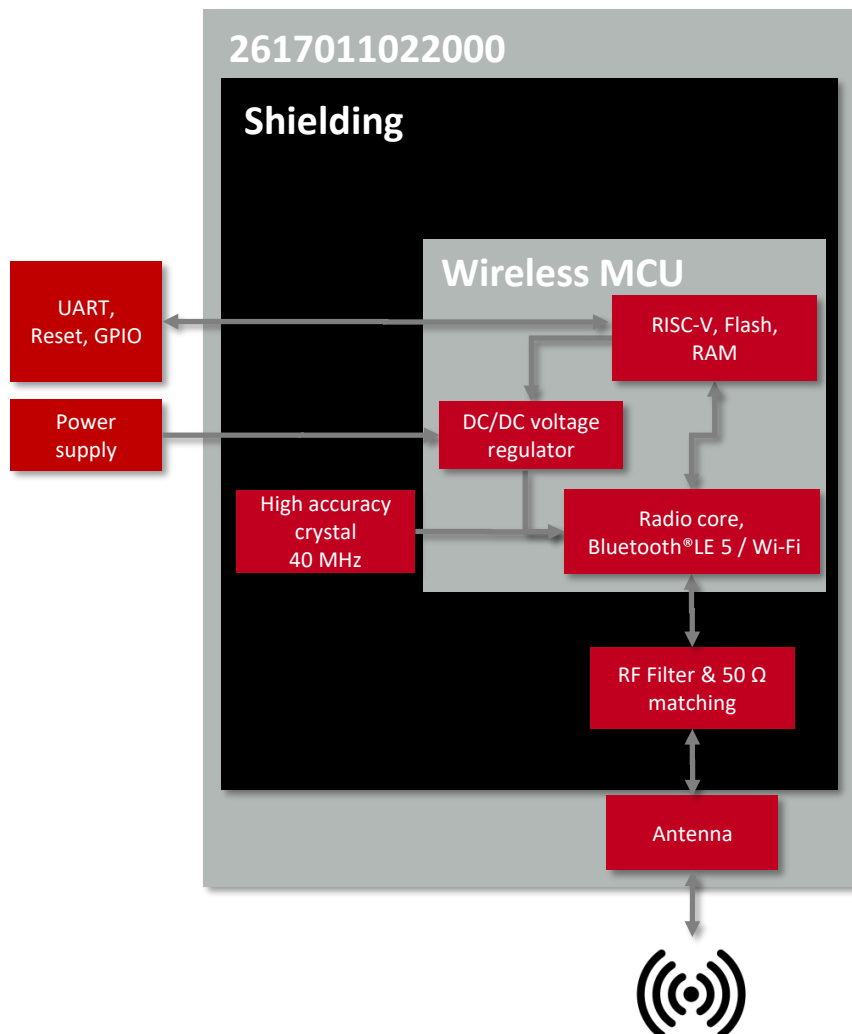 2617011022000
Shielding
Wireless MCU
UART,
Reset, GPIO
RISC-V, Flash,
RAM
Power
supply
DC/DC voltage
regulator
High accuracy
crystal
40 MHz
Radio core,
Bluetooth®LE 5 / Wi-Fi
RF Filter & 50 Ω
matching
Antenna